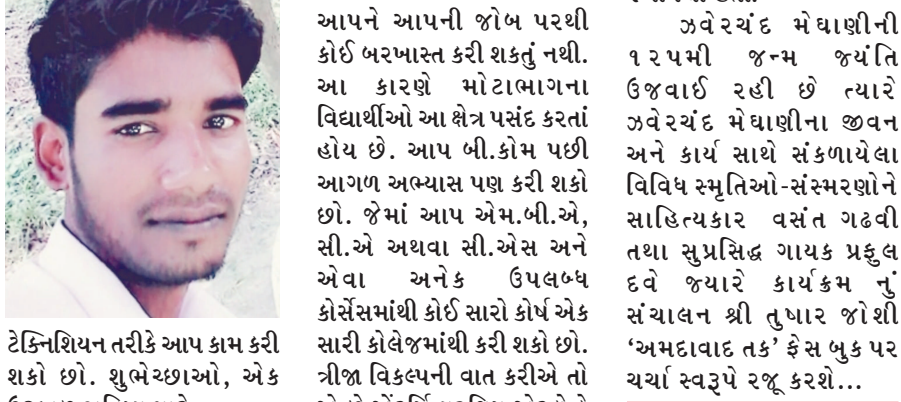 ટેક્નિશિયન તરીકે આપ કામ કરી
શકો છો. શુભેચ્છાઓ, એક
આપને આપની જોબ પરથી
કોઈ બરખાસ્ત કરી શકતું નથી.
આ કારણે મોટાભાગના
વિદ્યાર્થીઓ આ ક્ષેત્ર પસંદ કરતાં
હોય છે. આપ બી.કોમ પછી
આગળ અભ્યાસ પણ કરી શકો
છો. જેમાં આપ એમ.બી.એ,
સી.એ અથવા સી.એસ અને
એવા અનેક ઉપલબ્ધ
કોર્સેસમાંથી કોઈ સારો કોર્ષ એક
સારી કોલેજમાંથી કરી શકો છો.
ત્રીજા વિકલ્પની વાત કરીએ તો
ઝવેરચંદ મેઘાણીની
૧૨૫મી જન્મ જયંતિ
ઉજવાઈ રહી છે ત્યારે
ઝવેરચંદ મેઘાણીના જીવન
અને કાર્ય સાથે સંકળાયેલા
વિવિધ સ્મૃતિઓ-સંસ્મરણોને
સાહિત્યકાર વસંત ગઢવી
તથા સુપ્રસિદ્ધ ગાયક પ્રફુલ
દવે જયારે કાર્યક્રમ નું
સંચાલન શ્રી તુષાર જોશી
‘અમદાવાદ તક’ ફેસ બુક પર
ચર્ચા સ્વરૂપે રજૂ કરશે...